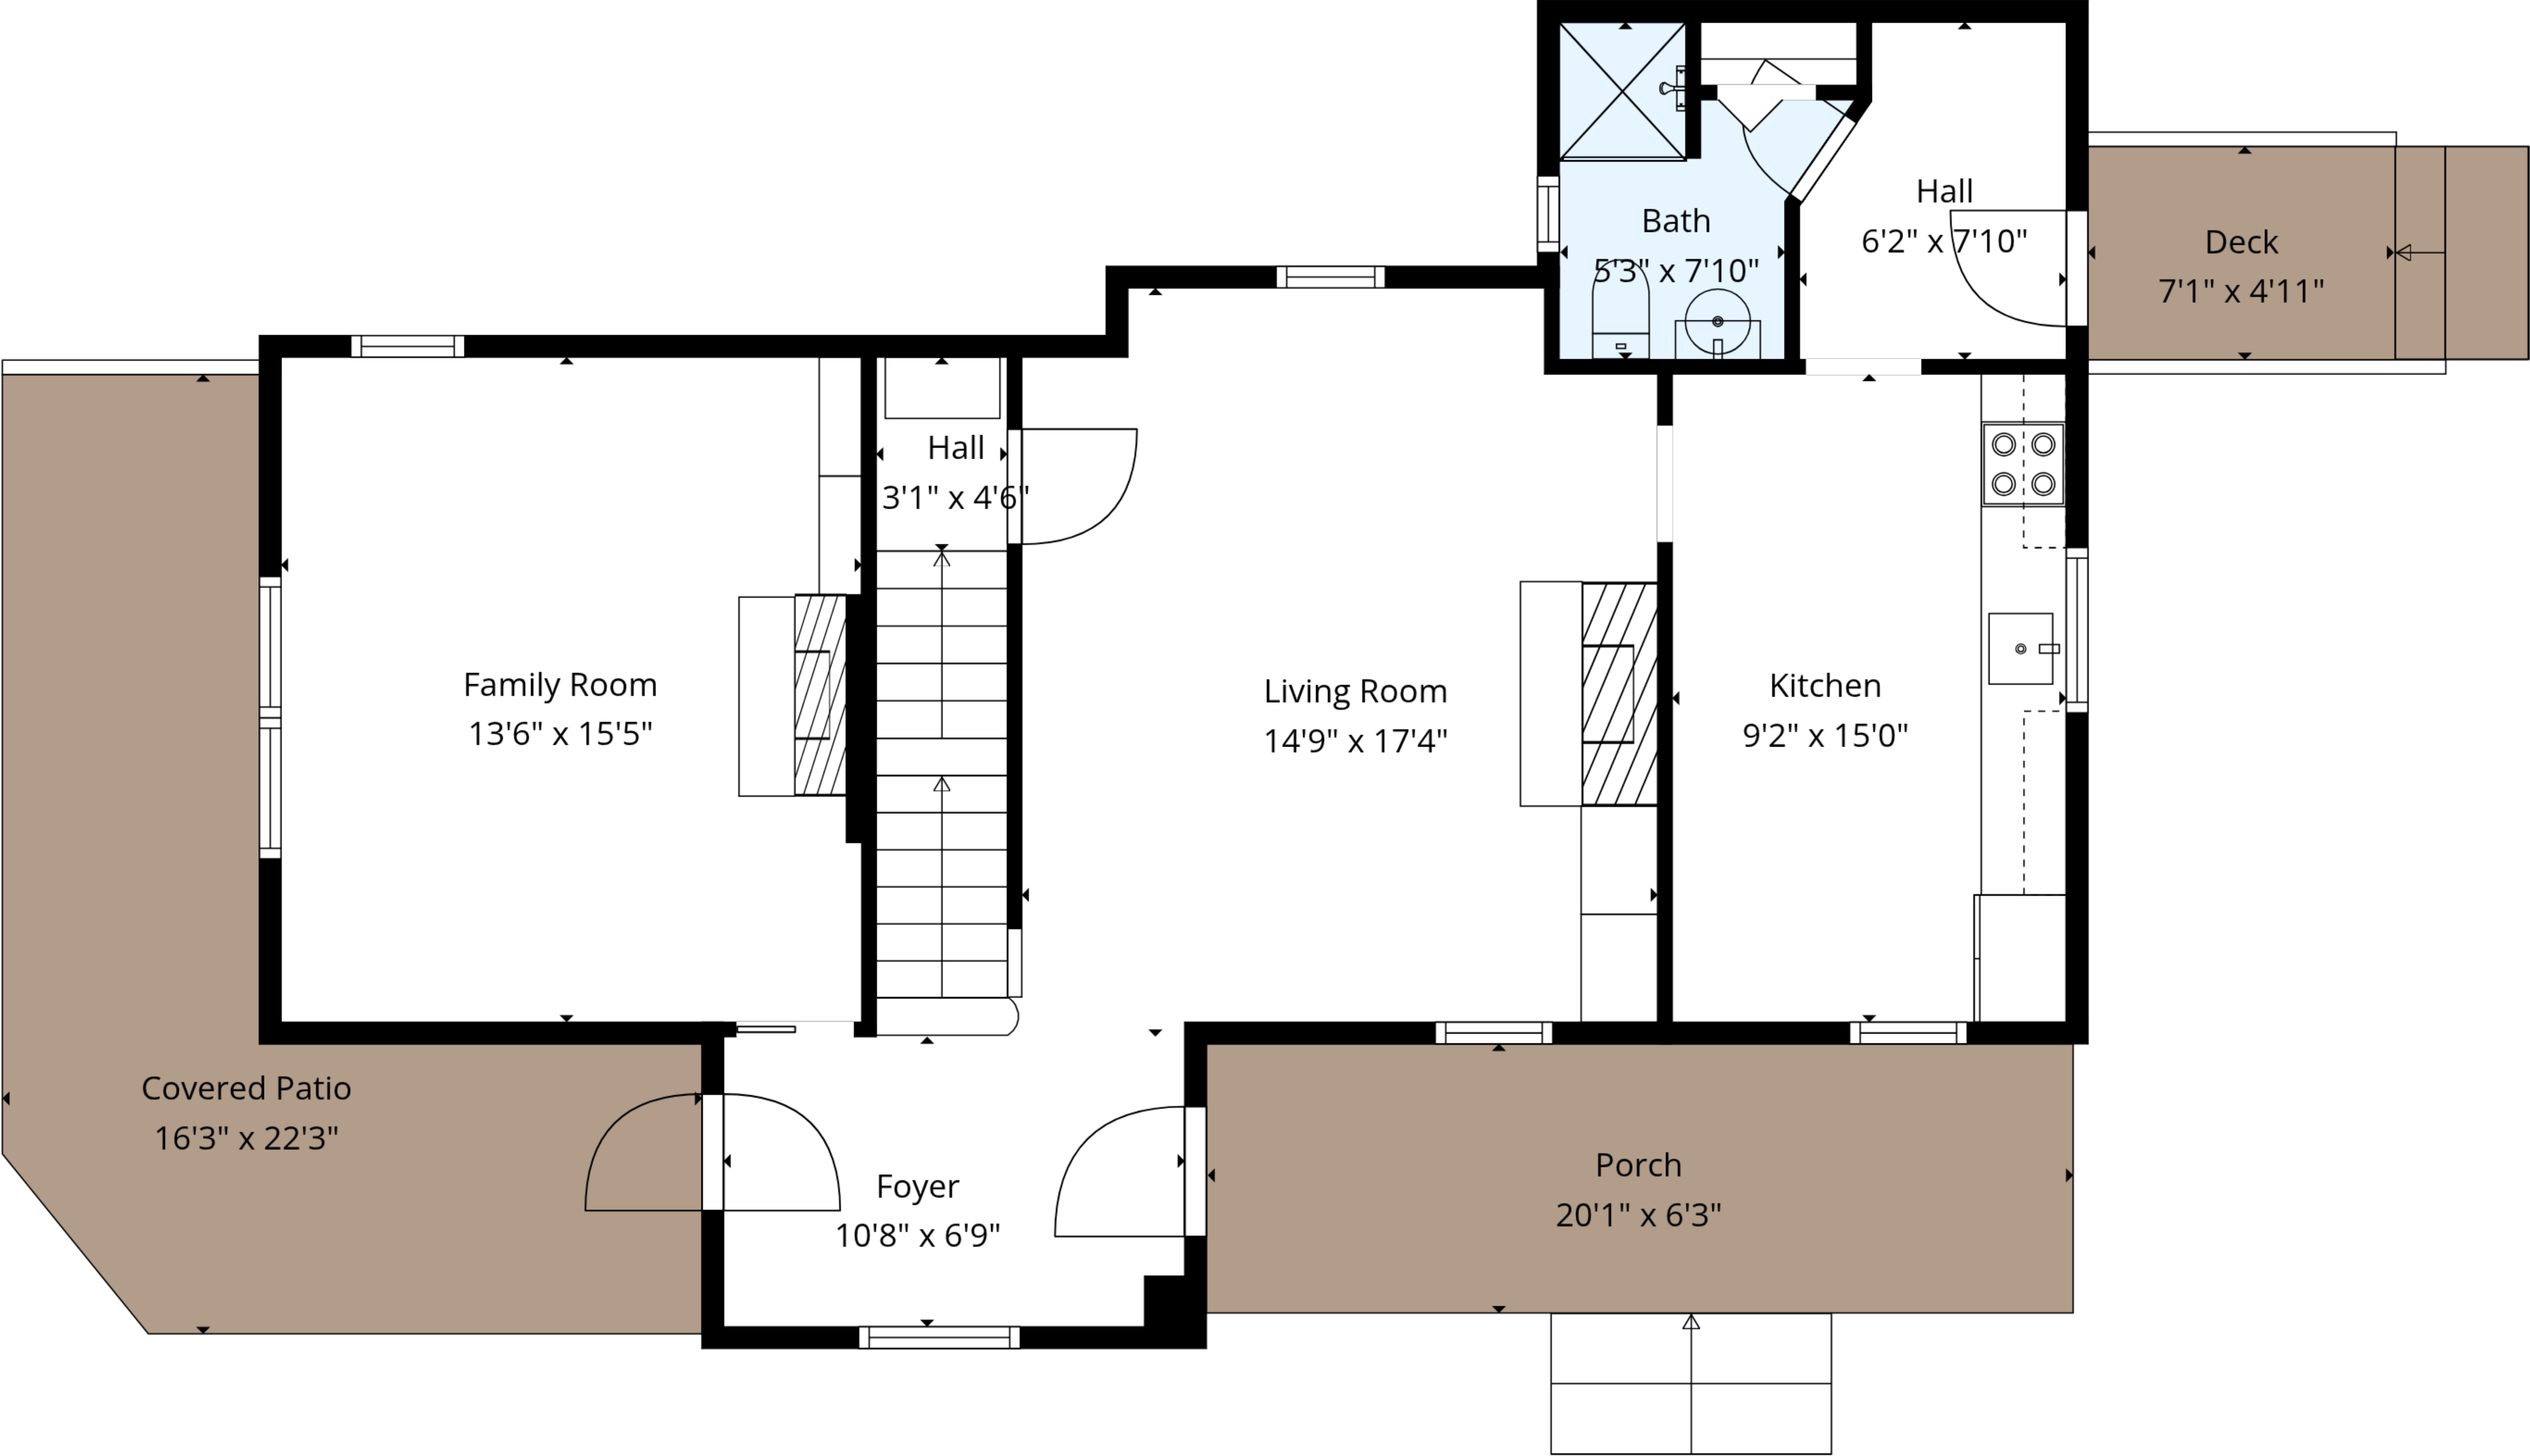 Bath
5'3" x 7'10"
Hall
6'2" x 7'10"
Deck
7'1" x 4'11"
Hall
3'1" x 4'6"
Family Room
13'6" x 15'5"
Living Room
14'9" x 17'4"
Kitchen
9'2" x 15'0"
Covered Patio
16'3" x 22'3"
Foyer
10'8" x 6'9"
Porch
20'1" x 6'3"